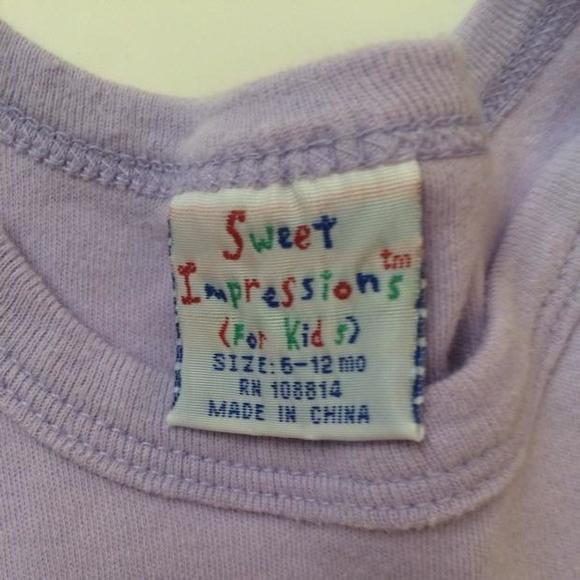 Sweet
Impressions tm
(For Kids)
SIZE: 6-12 mo
RN 108814
MADE IN CHINA